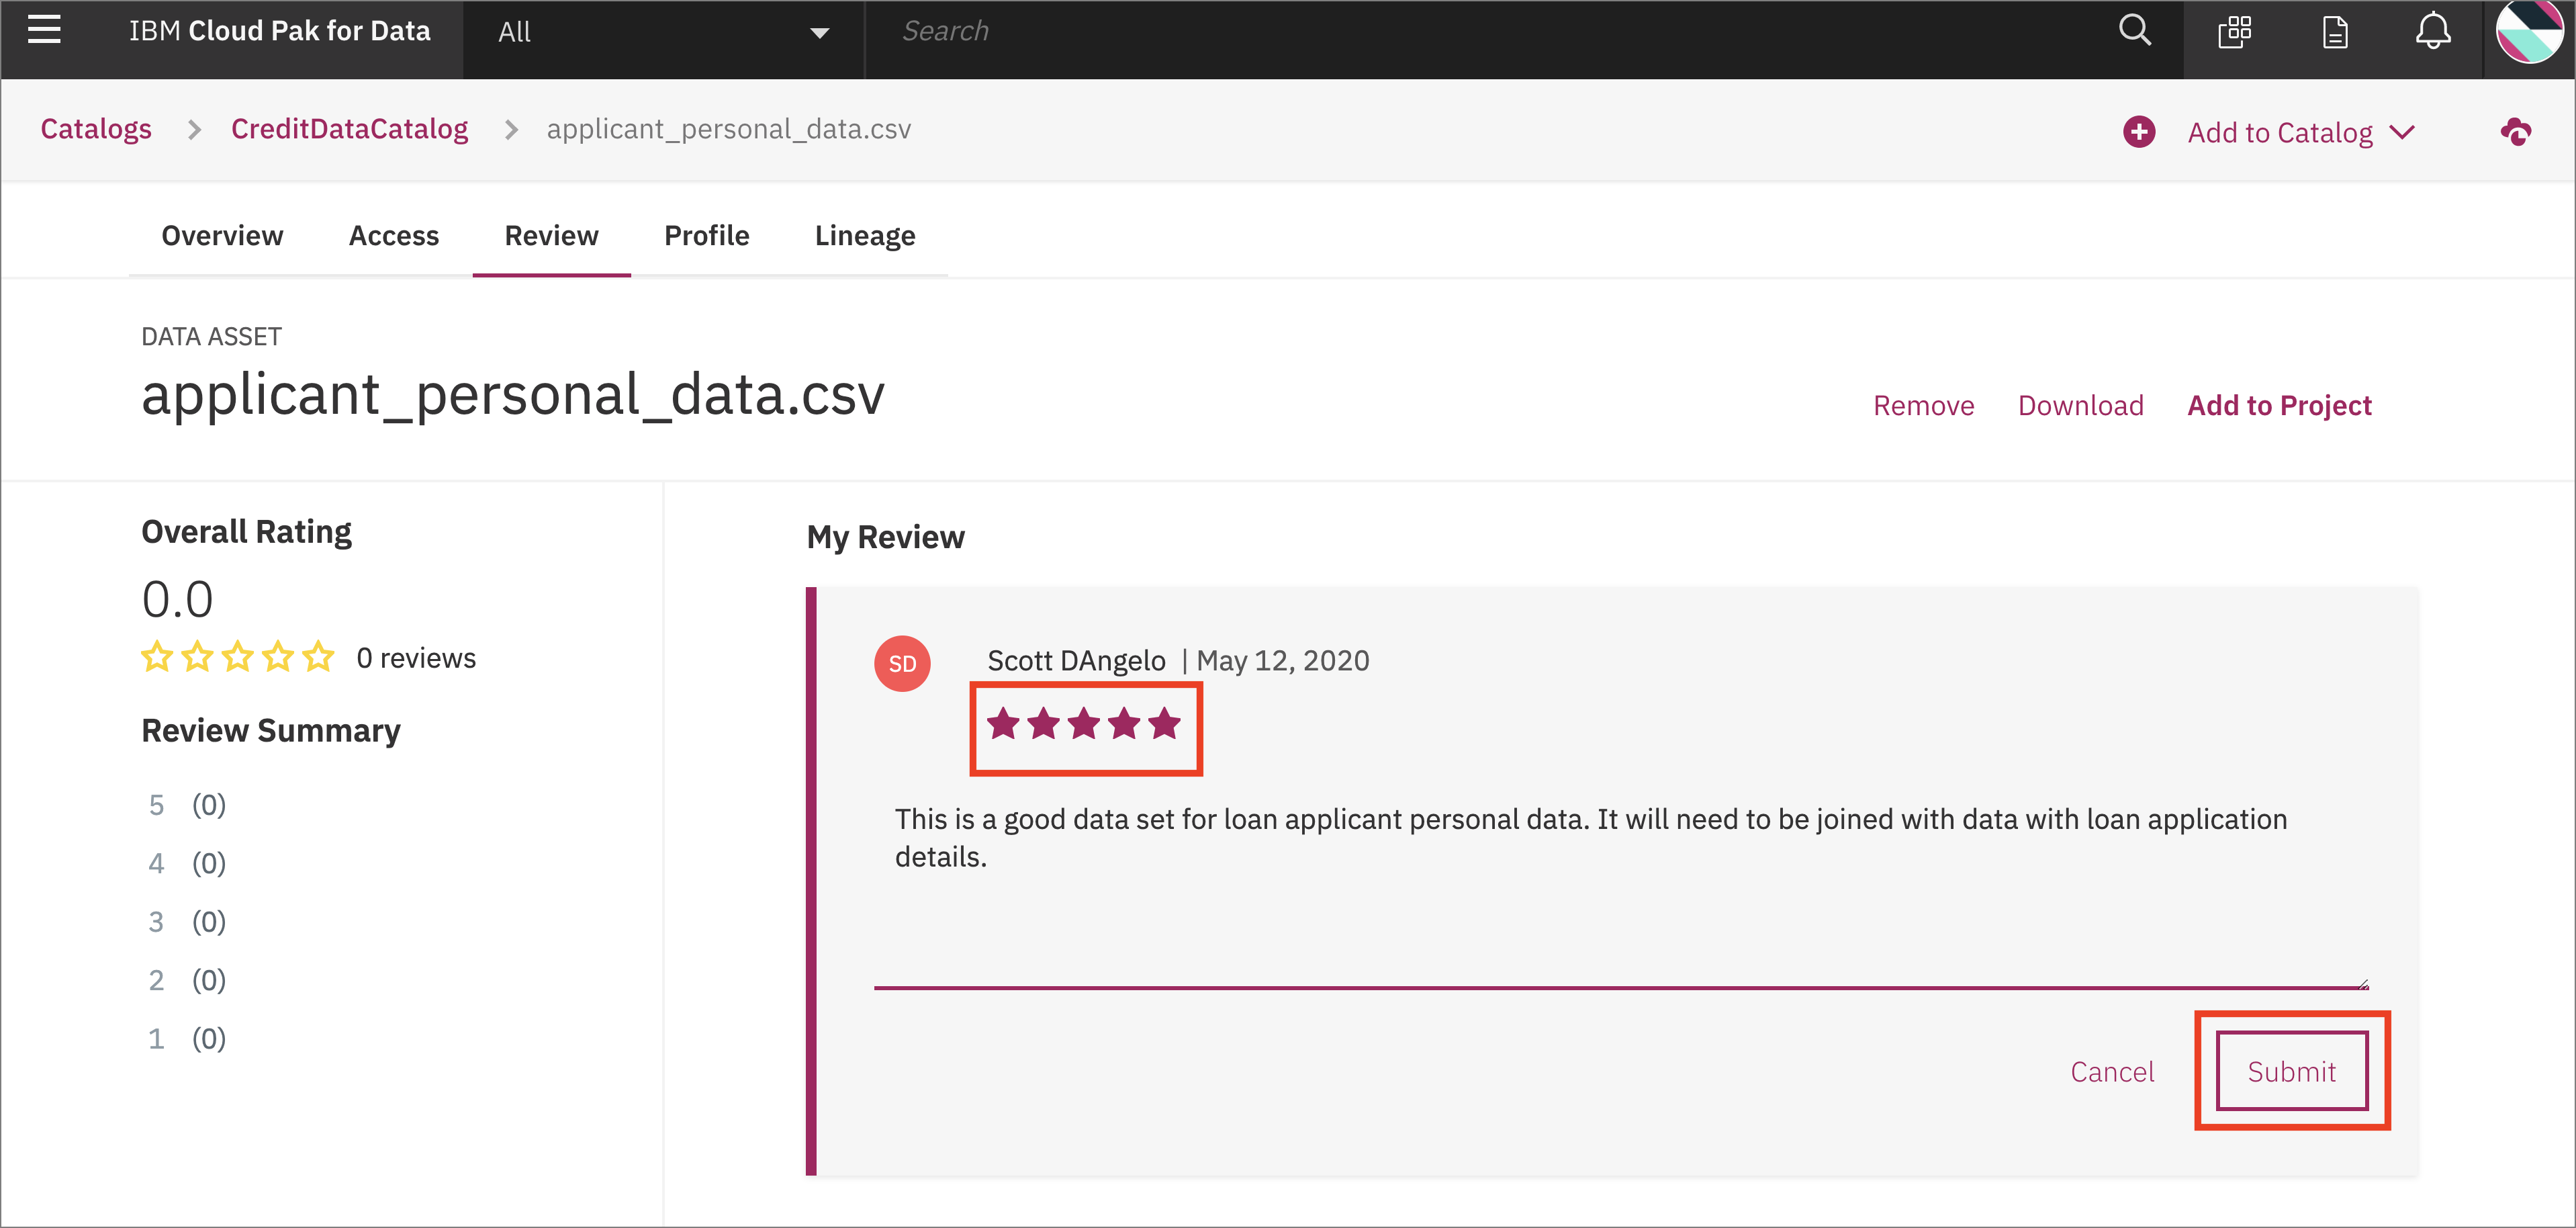 IBM Cloud Pak for Data
All
Search
Catalogs > CreditDataCatalog > applicant_personal_data.csv
Add to Catalog
Overview Access Review Profile Lineage
DATA ASSET
applicant_personal_data.csv
Remove Download Add to Project
Overall Rating
0.0
0 reviews
Review Summary
5 (0)
4 (0)
3 (0)
2 (0)
1 (0)
My Review
SD
Scott DAngelo | May 12, 2020
This is a good data set for loan applicant personal data. It will need to be joined with data with loan application
details.
Cancel Submit